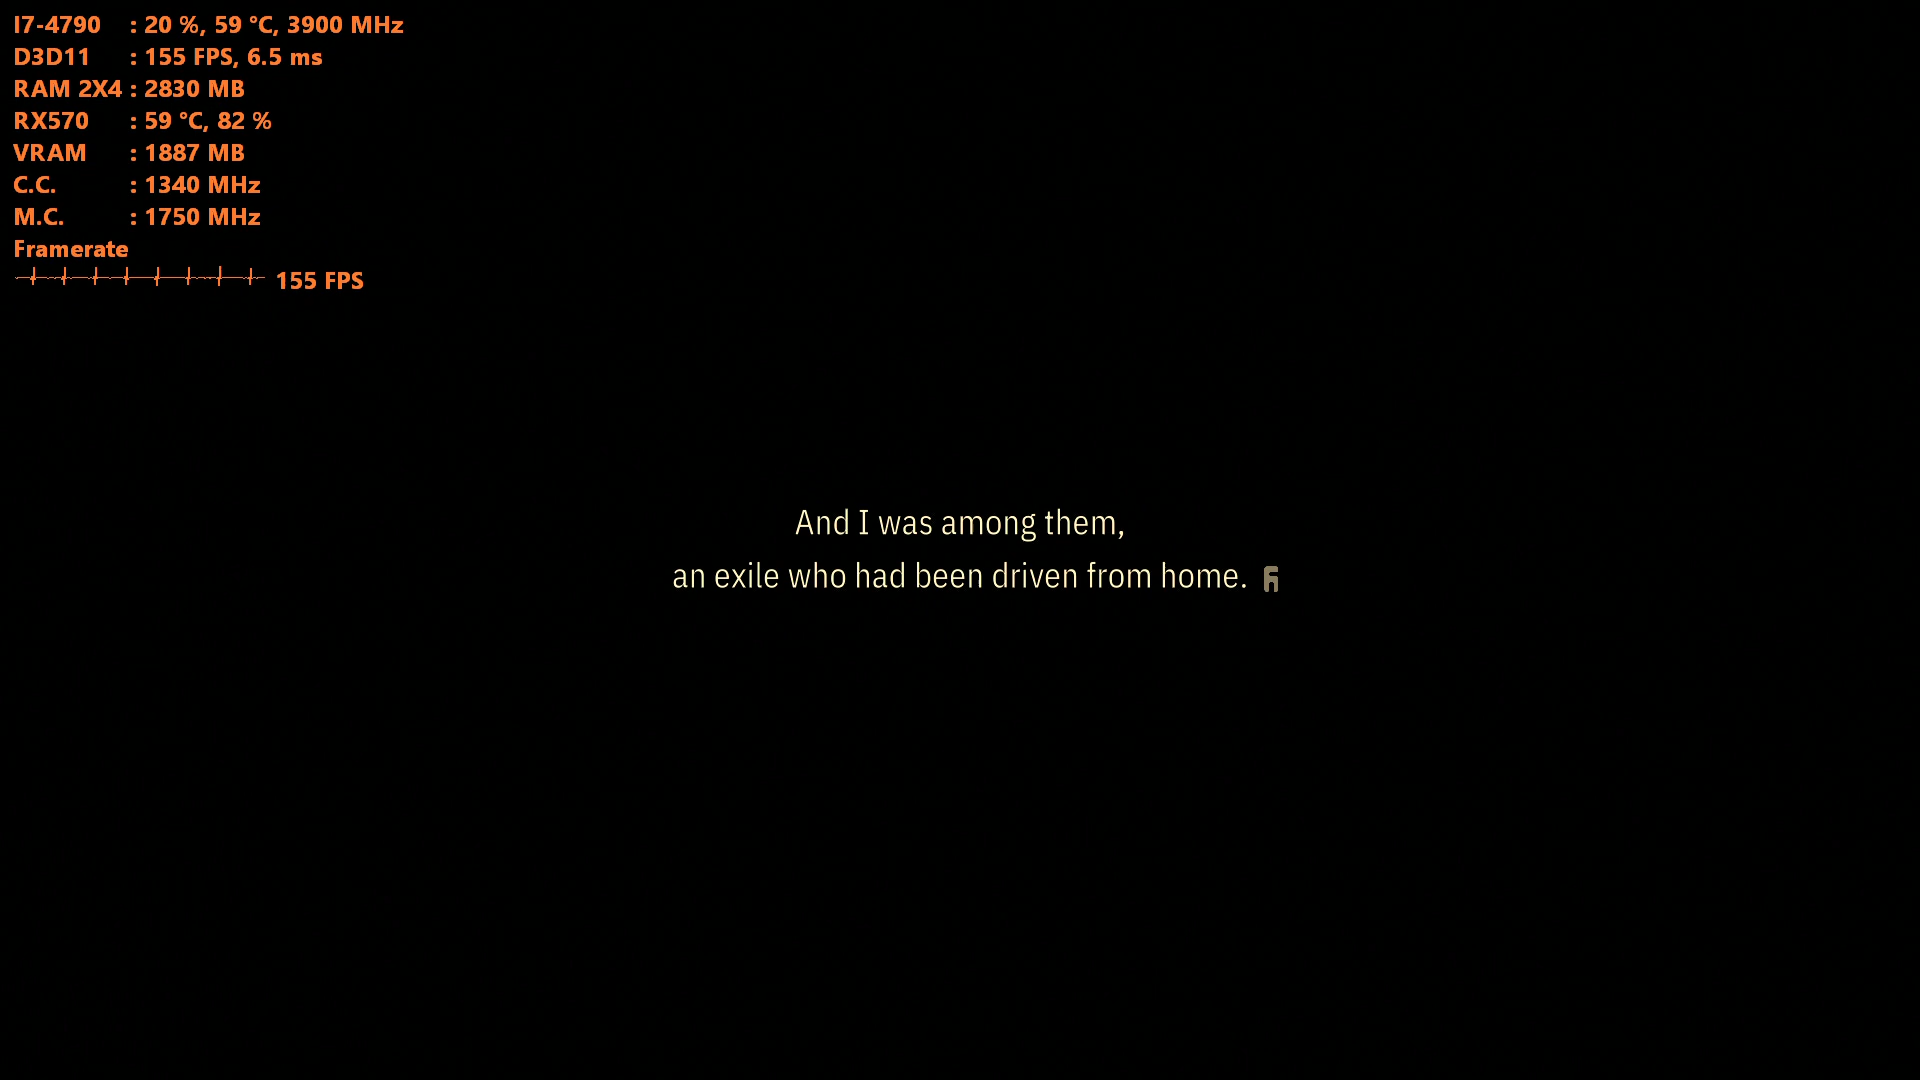 I7-4790 : 20 %, 59 °C, 3900 MHz
D3D11 : 155 FPS, 6.5 ms
RAM 2X4 : 2830 MB
RX570 : 59 °C, 82 %
VRAM : 1887 MB
C.C. : 1340 MHz
M.C. : 1750 MHz
Framerate
155 FPS
And I was among them,
an exile who had been driven from home.